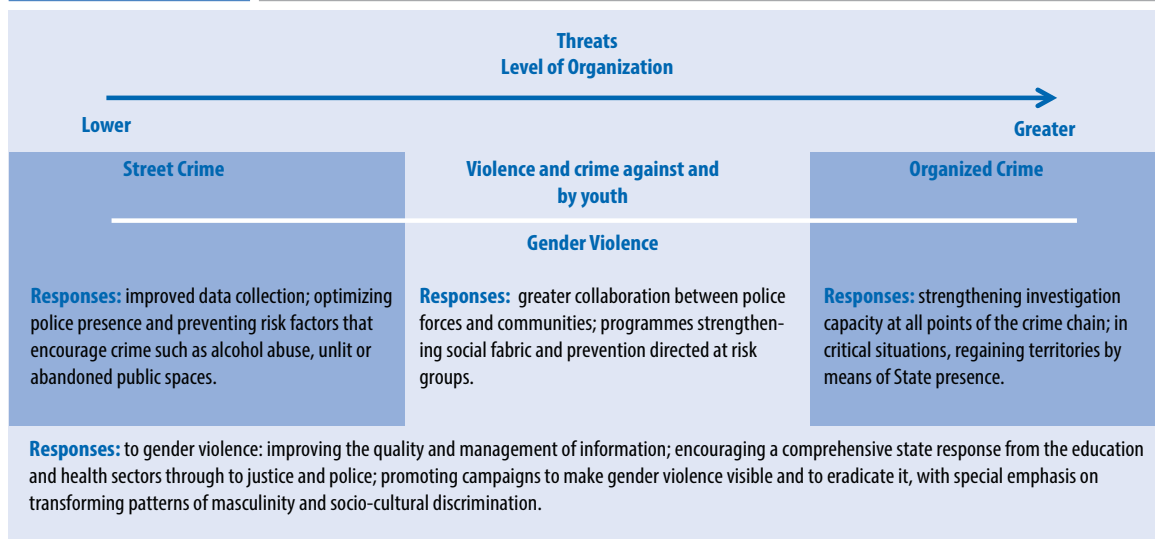 Threats
Level of Organization
Lower
Greater
Street Crime
Violence and crime against and
by youth
Organized Crime
Gender Violence
Responses: improved data collection; optimizing
police presence and preventing risk factors that
encourage crime such as alcohol abuse, unlit or
abandoned public spaces.
Responses: greater collaboration between police
forces and communities; programmes strengthen-
ing social fabric and prevention directed at risk
groups.
Responses: strengthening investigation
capacity at all points of the crime chain; in
critical situations, regaining territories by
means of State presence.
Responses: to gender violence: improving the quality and management of information; encouraging a comprehensive state response from the education
and health sectors through to justice and police; promoting campaigns to make gender violence visible and to eradicate it, with special emphasis on
transforming patterns of masculinity and socio-cultural discrimination.